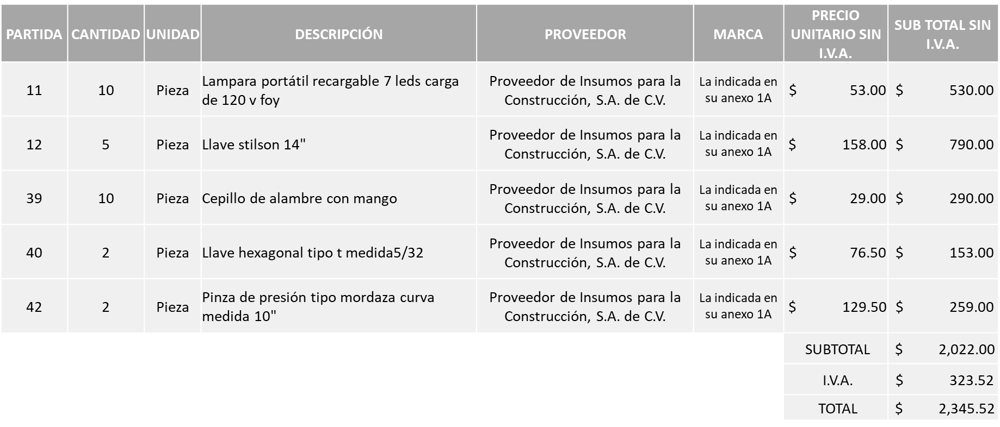 PARTIDA CANTIDAD UNIDAD DESCRIPCIÓN PROVEEDOR MARCA PRECIO UNITARIO SIN I.V.A. SUB TOTAL SIN I.V.A.
11 10 Pieza Lampara portátil recargable 7 leds carga de 120 v foy Proveedor de Insumos para la Construcción, S.A. de C.V. La indicada en su anexo 1A $ 53.00 $ 530.00
12 5 Pieza Llave stilson 14" Proveedor de Insumos para la Construcción, S.A. de C.V. La indicada en su anexo 1A $ 158.00 $ 790.00
39 10 Pieza Cepillo de alambre con mango Proveedor de Insumos para la Construcción, S.A. de C.V. La indicada en su anexo 1A $ 29.00 $ 290.00
40 2 Pieza Llave hexagonal tipo t medida5/32 Proveedor de Insumos para la Construcción, S.A. de C.V. La indicada en su anexo 1A $ 76.50 $ 153.00
42 2 Pieza Pinza de presión tipo mordaza curva medida 10" Proveedor de Insumos para la Construcción, S.A. de C.V. La indicada en su anexo 1A $ 129.50 $ 259.00
SUBTOTAL $ 2,022.00
I.V.A. $ 323.52
TOTAL $ 2,345.52